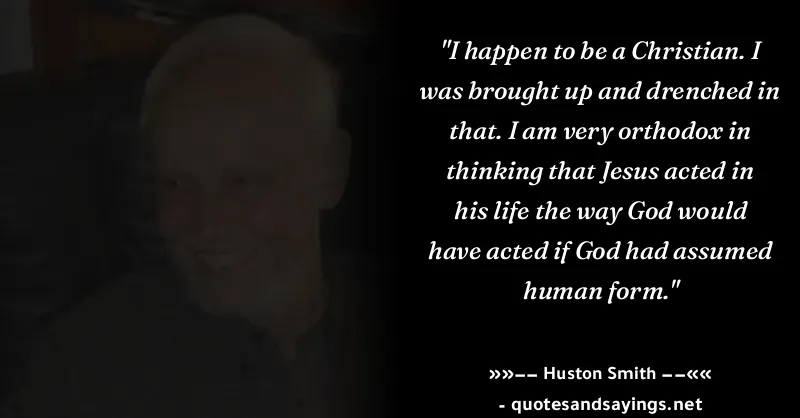 "I happen to be a Christian. I
was brought up and drenched in
that. I am very orthodox in
thinking that Jesus acted in
his life the way God would
have acted if God had assumed
human form."
»»−− Huston Smith −−««
- quotesandsayings.net